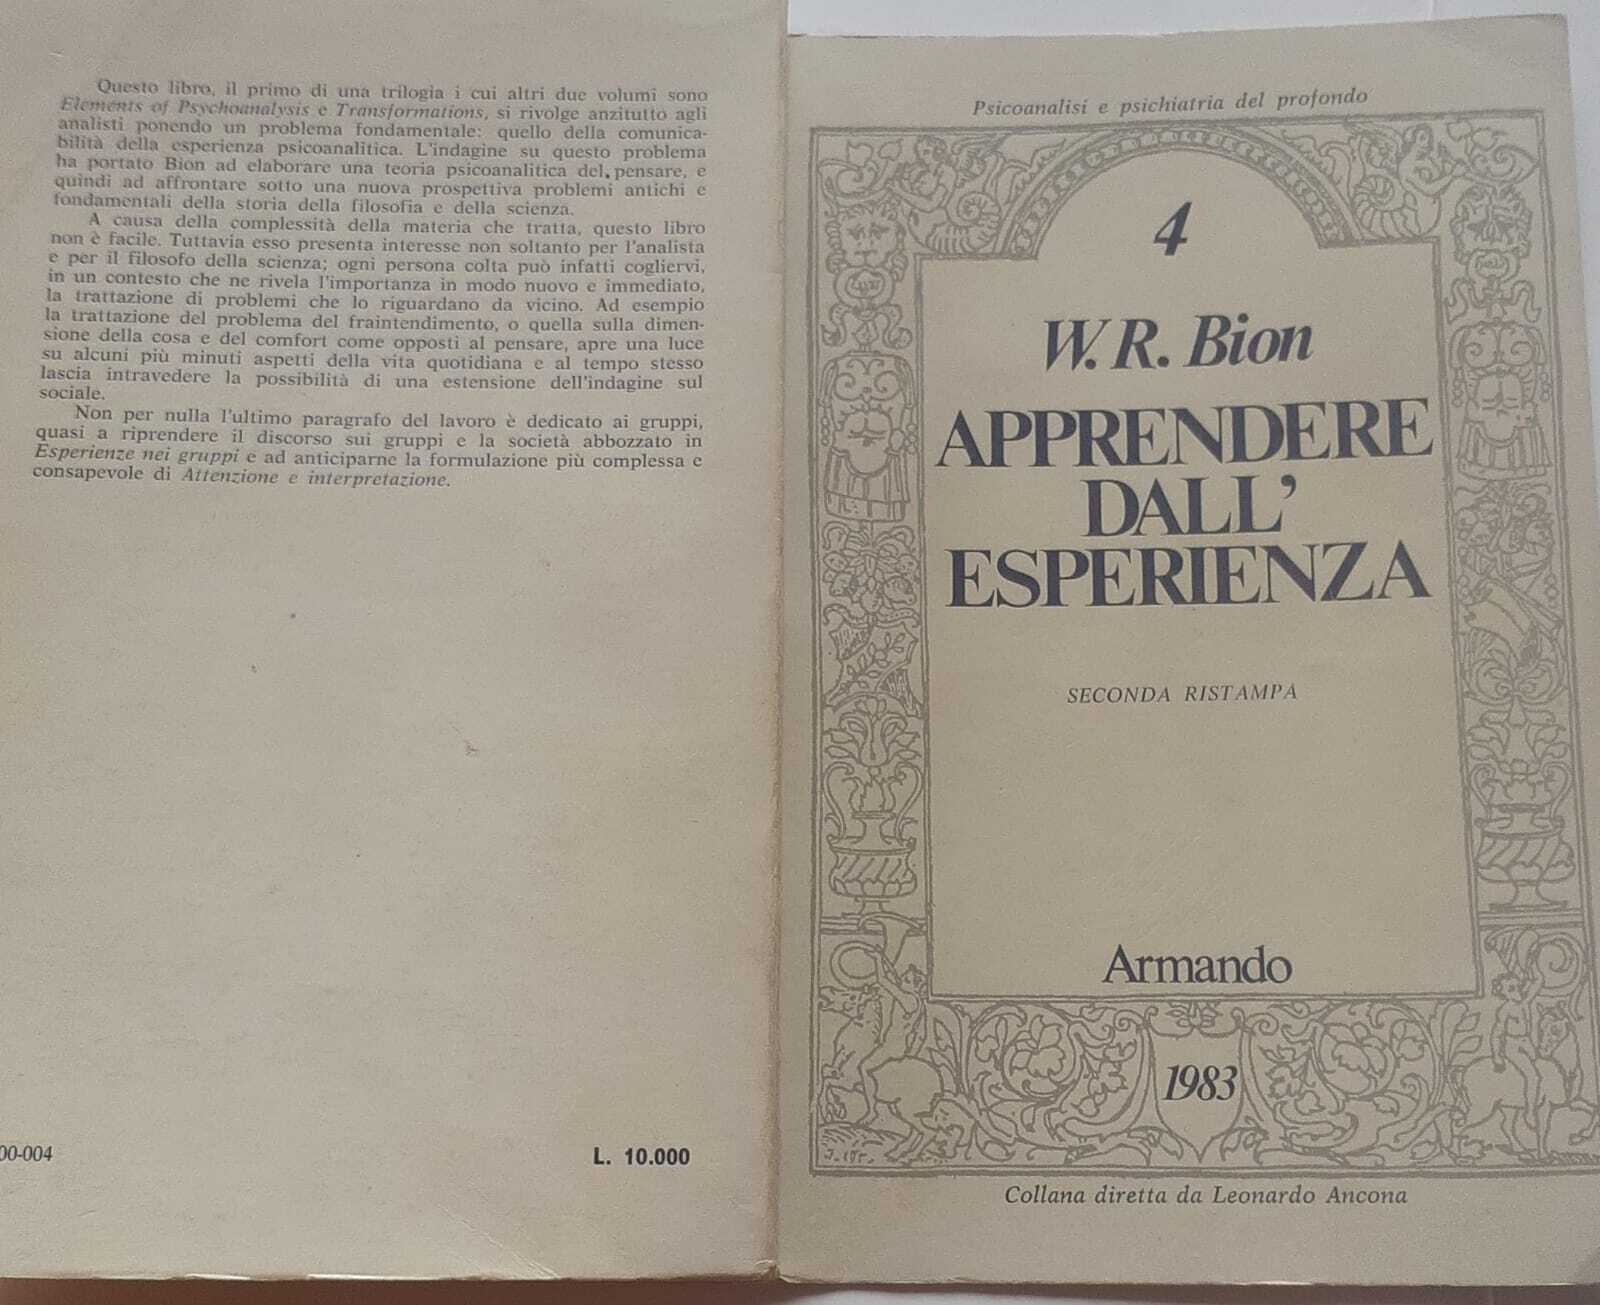 Questo libro, il primo di una trilogia i cui altri due volumi sono
Elements of Psychoanalysis e Transformations, si rivolge anzitutto agli
analisti ponendo un problema fondamentale: quello della comunica-
bilità della esperienza psicoanalitica. L'indagine su questo problema
ha portato Bion ad elaborare una teoria psicoanalitica del pensare, e
quindi ad affrontare sotto una nuova prospettiva problemi antichi e
fondamentali della storia della filosofia e della scienza.
A causa della complessità della materia che tratta, questo libro
non è facile. Tuttavia esso presenta interesse non soltanto per l'analista
e per il filosofo della scienza; ogni persona colta può infatti cogliervi,
in un contesto che ne rivela l'importanza in modo nuovo e immediato,
la trattazione di problemi che lo riguardano da vicino. Ad esempio
la trattazione del problema del fraintendimento, o quella sulla dimen-
sione della cosa e del comfort come opposti al pensare, apre una luce
su alcuni più minuti aspetti della vita quotidiana e al tempo stesso
lascia intravedere la possibilità di una estensione dell'indagine sul
sociale.
Non per nulla l'ultimo paragrafo del lavoro è dedicato ai gruppi,
quasi a riprendere il discorso sui gruppi e la società abbozzato in
Esperienze nei gruppi e ad anticiparne la formulazione più complessa e
consapevole di Attenzione e interpretazione.
00-004
L. 10.000
Psicoanalisi e psichiatria del profondo
4
W. R. Bion
APPRENDERE
DALL'
ESPERIENZA
SECONDA RISTAMPA
Armando
1983
Collana diretta da Leonardo Ancona